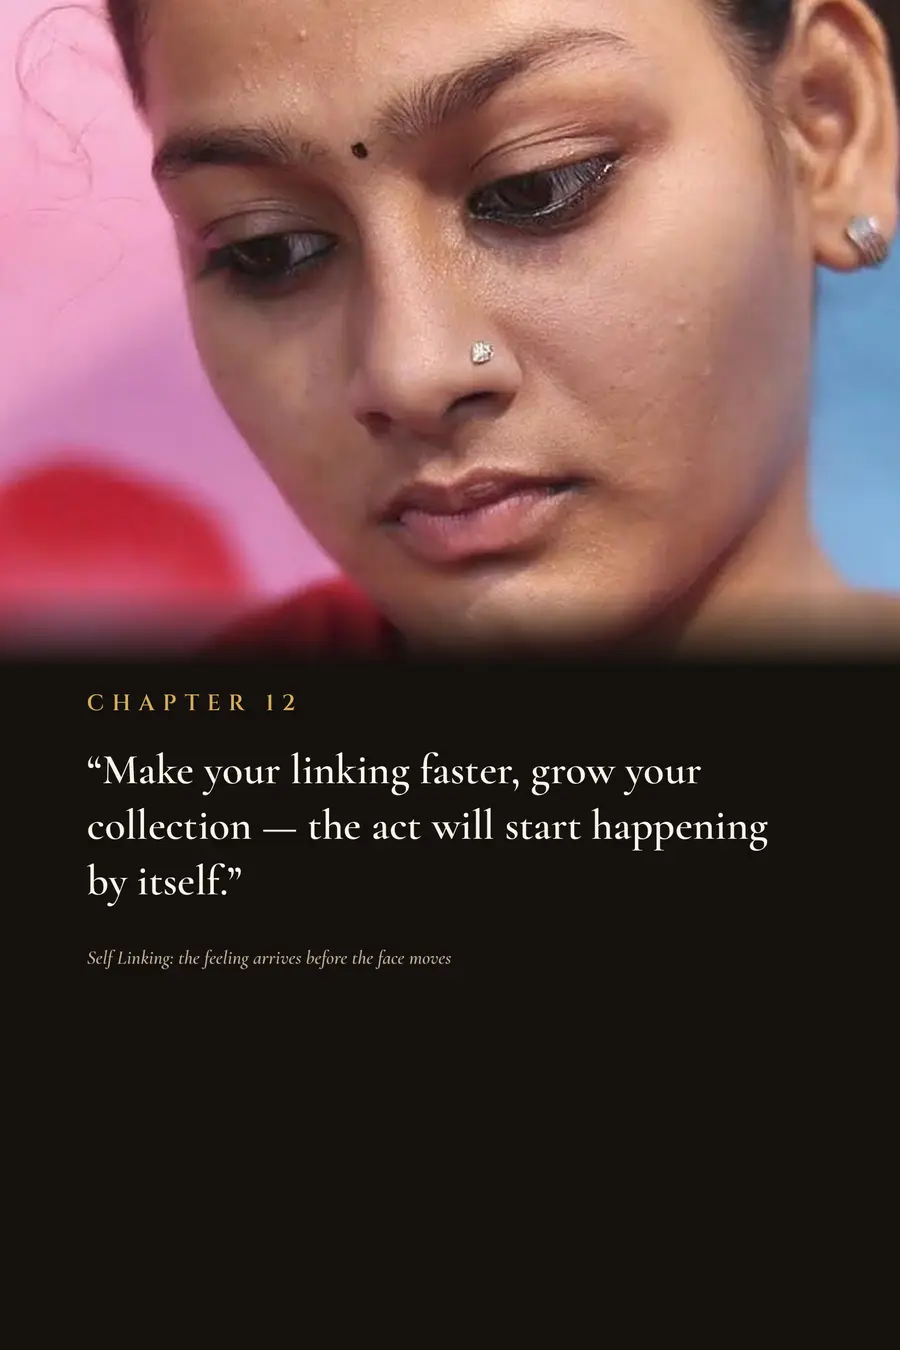 CHAPTER 12
“Make your linking faster, grow your
collection — the act will start happening
by itself.”
Self Linking: the feeling arrives before the face moves